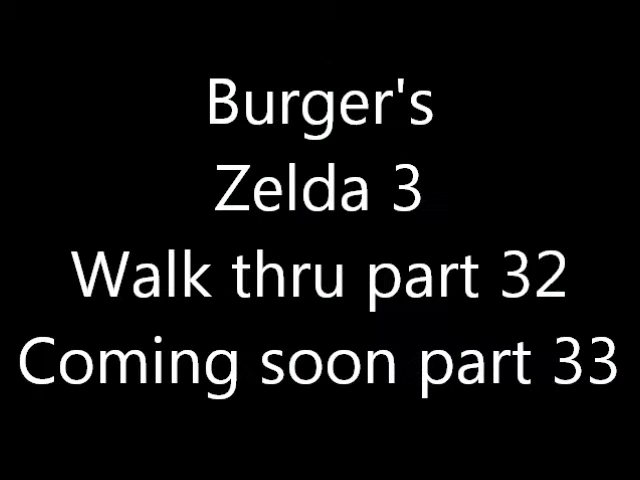 Burger's
Zelda 3
Walk thru part 32
Coming soon part 33